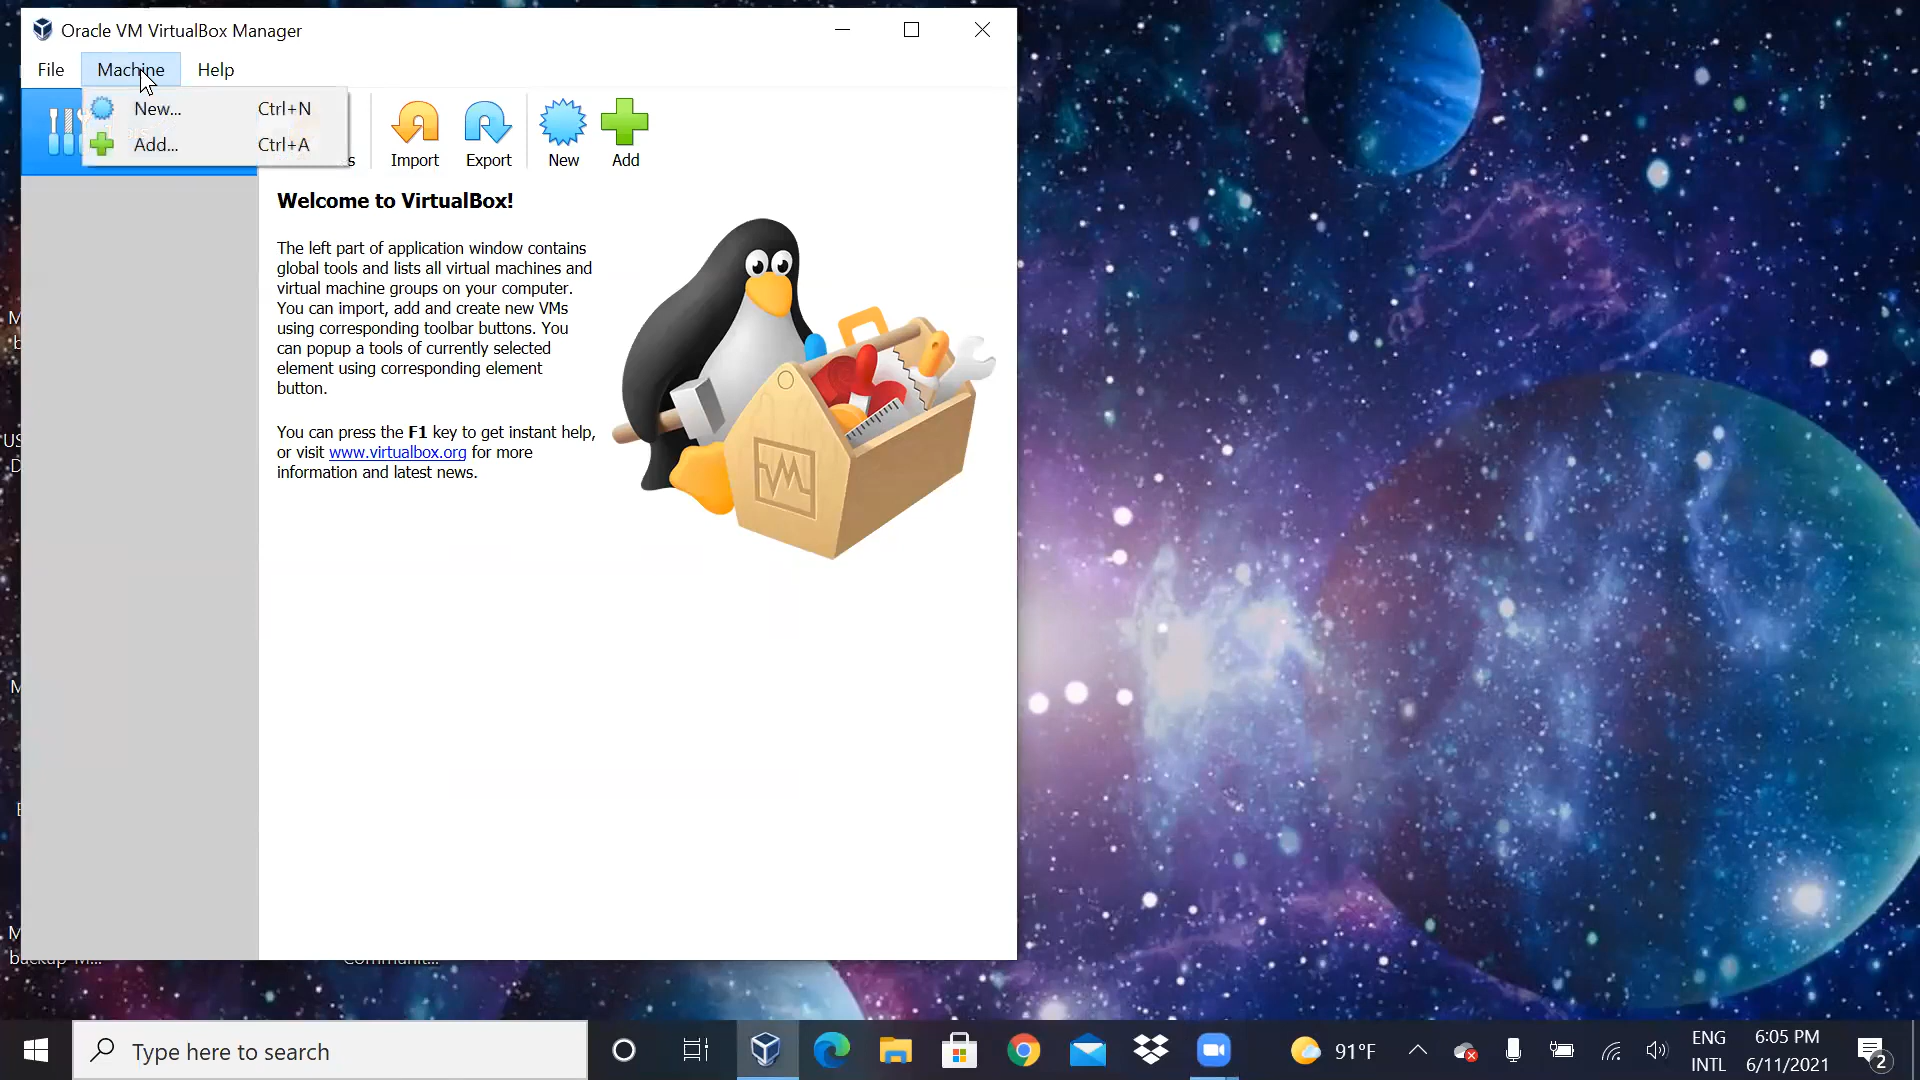 Oracle VM VirtualBox Manager
File Machine Help
New... Ctrl+N
Add... Ctrl+A
Import Export New Add
Welcome to VirtualBox!
The left part of application window contains
global tools and lists all virtual machines and
virtual machine groups on your computer.
You can import, add and create new VMs
using corresponding toolbar buttons. You
can popup a tools of currently selected
element using corresponding element
button.
You can press the F1 key to get instant help,
or visit www.virtualbox.org for more
information and latest news.
Type here to search
91°F
ENG
INTL
6:05 PM
6/11/2021
2